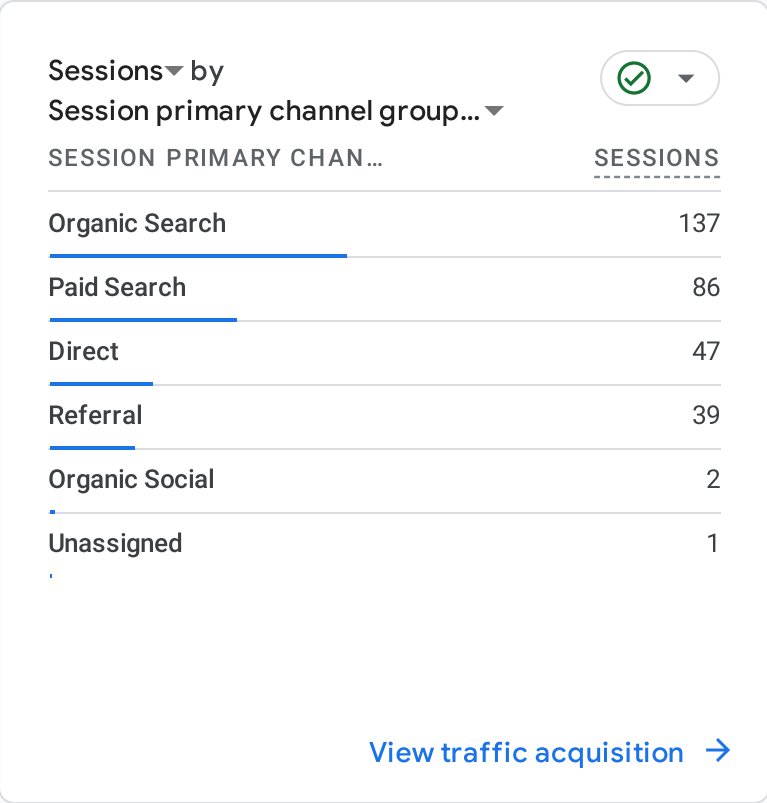 Sessions by
Session primary channel group...
SESSION PRIMARY CHAN...
SESSIONS
Organic Search 137
Paid Search 86
Direct 47
Referral 39
Organic Social 2
Unassigned 1
View traffic acquisition